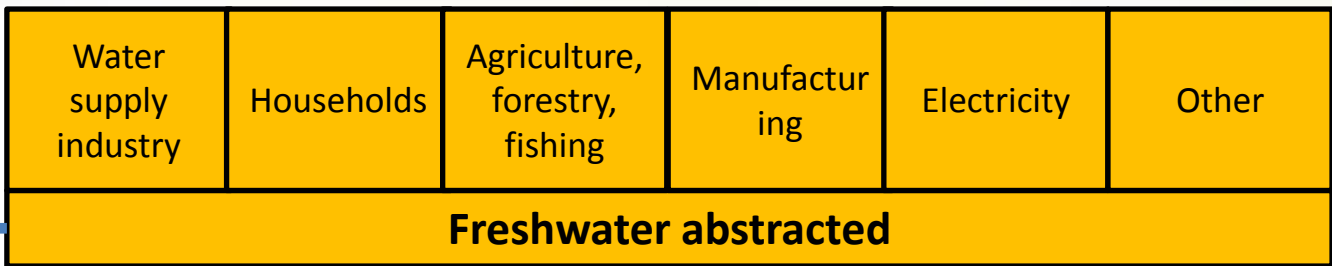 Water
supply
industry
Households
Agriculture,
forestry,
fishing
Manufactur
ing
Electricity
Other
Freshwater abstracted